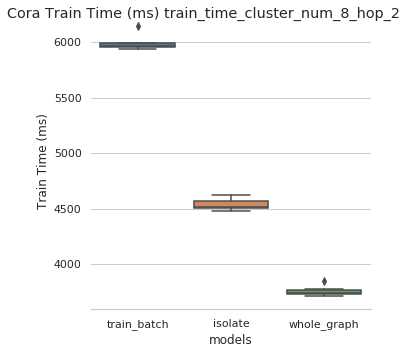 Cora Train Time (ms) train_time_cluster_num_8_hop_2
6000
5500
5000
4500
4000
Train Time (ms)
train_batch isolate whole_graph
models